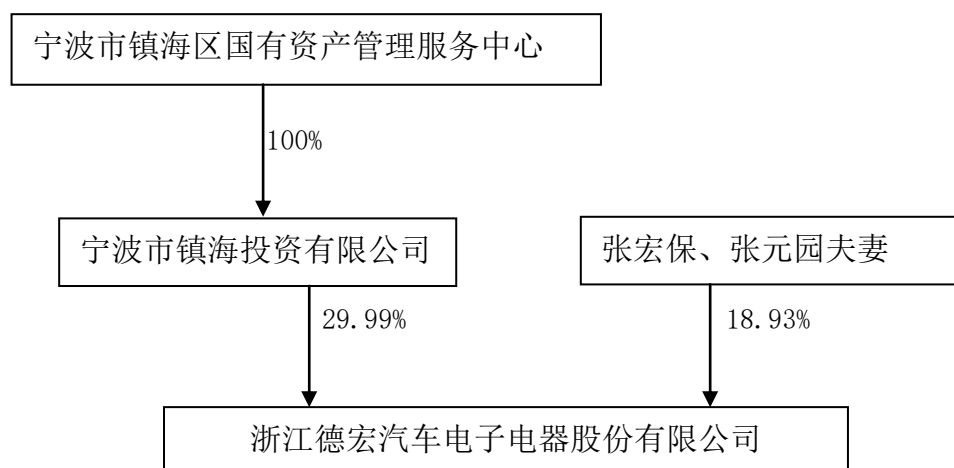 宁波市镇海区国有资产管理服务中心
100%
宁波市镇海投资有限公司
张宏保、张元园夫妻
29.99%
18.93%
浙江德宏汽车电子电器股份有限公司